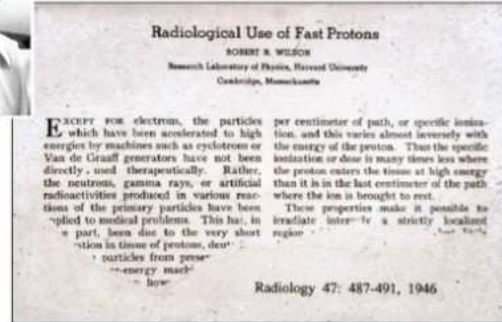 Radiological Use of Fast Protons
ROBERT R. WILSON
Research Laboratory of Physics, Harvard University
Cambridge, Massachusetts
EXCEPT FOR electrons, the particles
which have been accelerated to high
energies by machines such as cyclotrons or
Van de Graaff generators have not been
directly used therapeutically. Rather,
the neutrons, gamma rays, or artificial
radioactivities produced in various reac-
tions of the primary particles have been
plied to medical problems. This has, in
part, been due to the very short
tion in tissue of protons, deut
particles from prese
energy mach
how
per centimeter of path, or specific ioniza-
tion, and this varies almost inversely with
the energy of the proton. Thus the specific
ionization or dose is many times less where
the proton enters the tissue at high energy
than it is in the last centimeter of the path
where the ion is brought to rest.
These properties make it possible to
irradiate a strictly localized
region
Radiology 47: 487-491, 1946